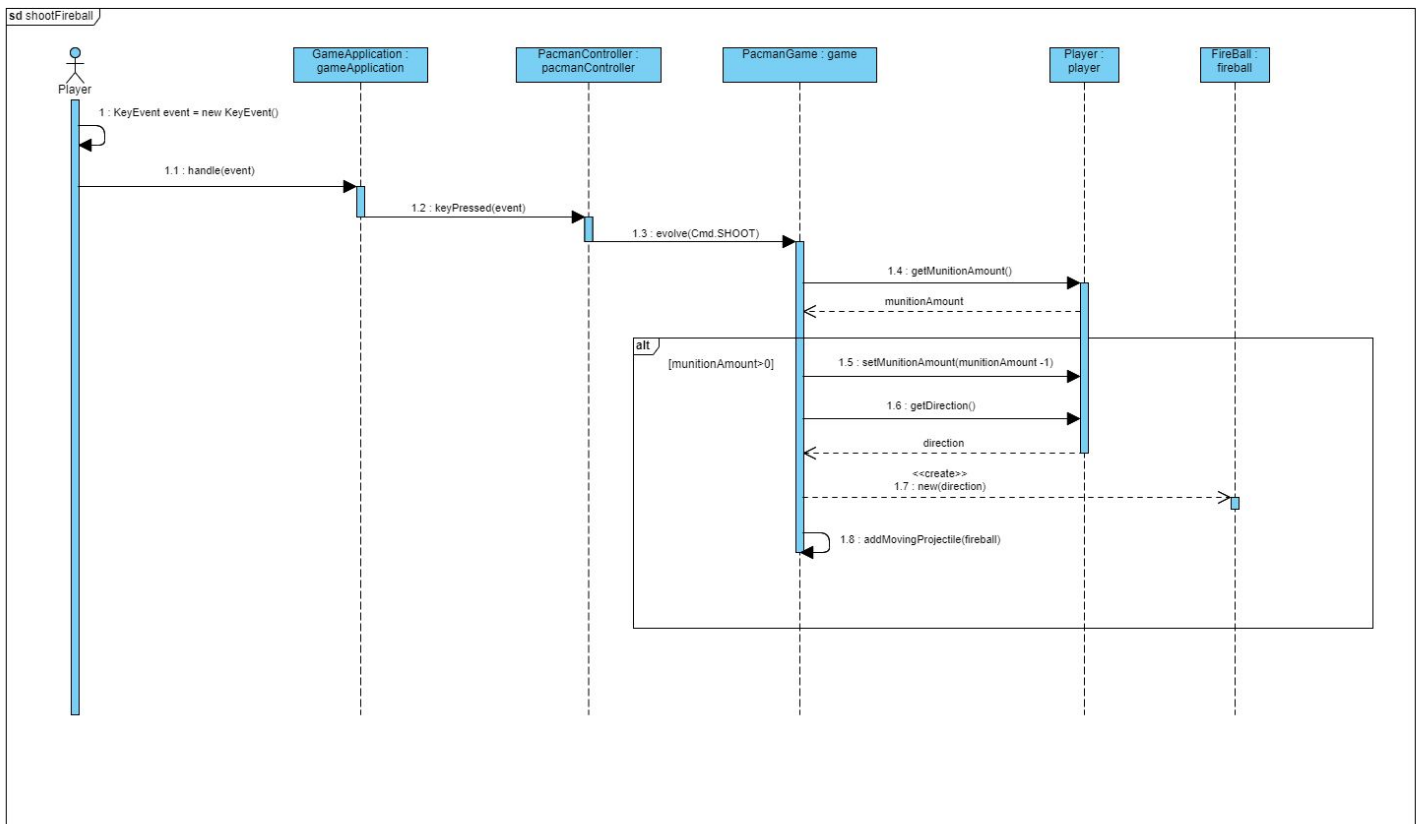 sd shootFireball
Player
GameApplication :
gameApplication
PacmanController :
pacmanController
PacmanGame : game
Player :
player
FireBall :
fireball
1 : KeyEvent event = new KeyEvent()
1.1 : handle(event)
1.2 : keyPressed(event)
1.3 : evolve(Cmd.SHOOT)
1.4 : getMunitionAmount()
munitionAmount
alt
[munitionAmount>0]
1.5 : setMunitionAmount(munitionAmount -1)
1.6 : getDirection()
direction
<<create>>
1.7 : new(direction)
1.8 : addMovingProjectile(fireball)